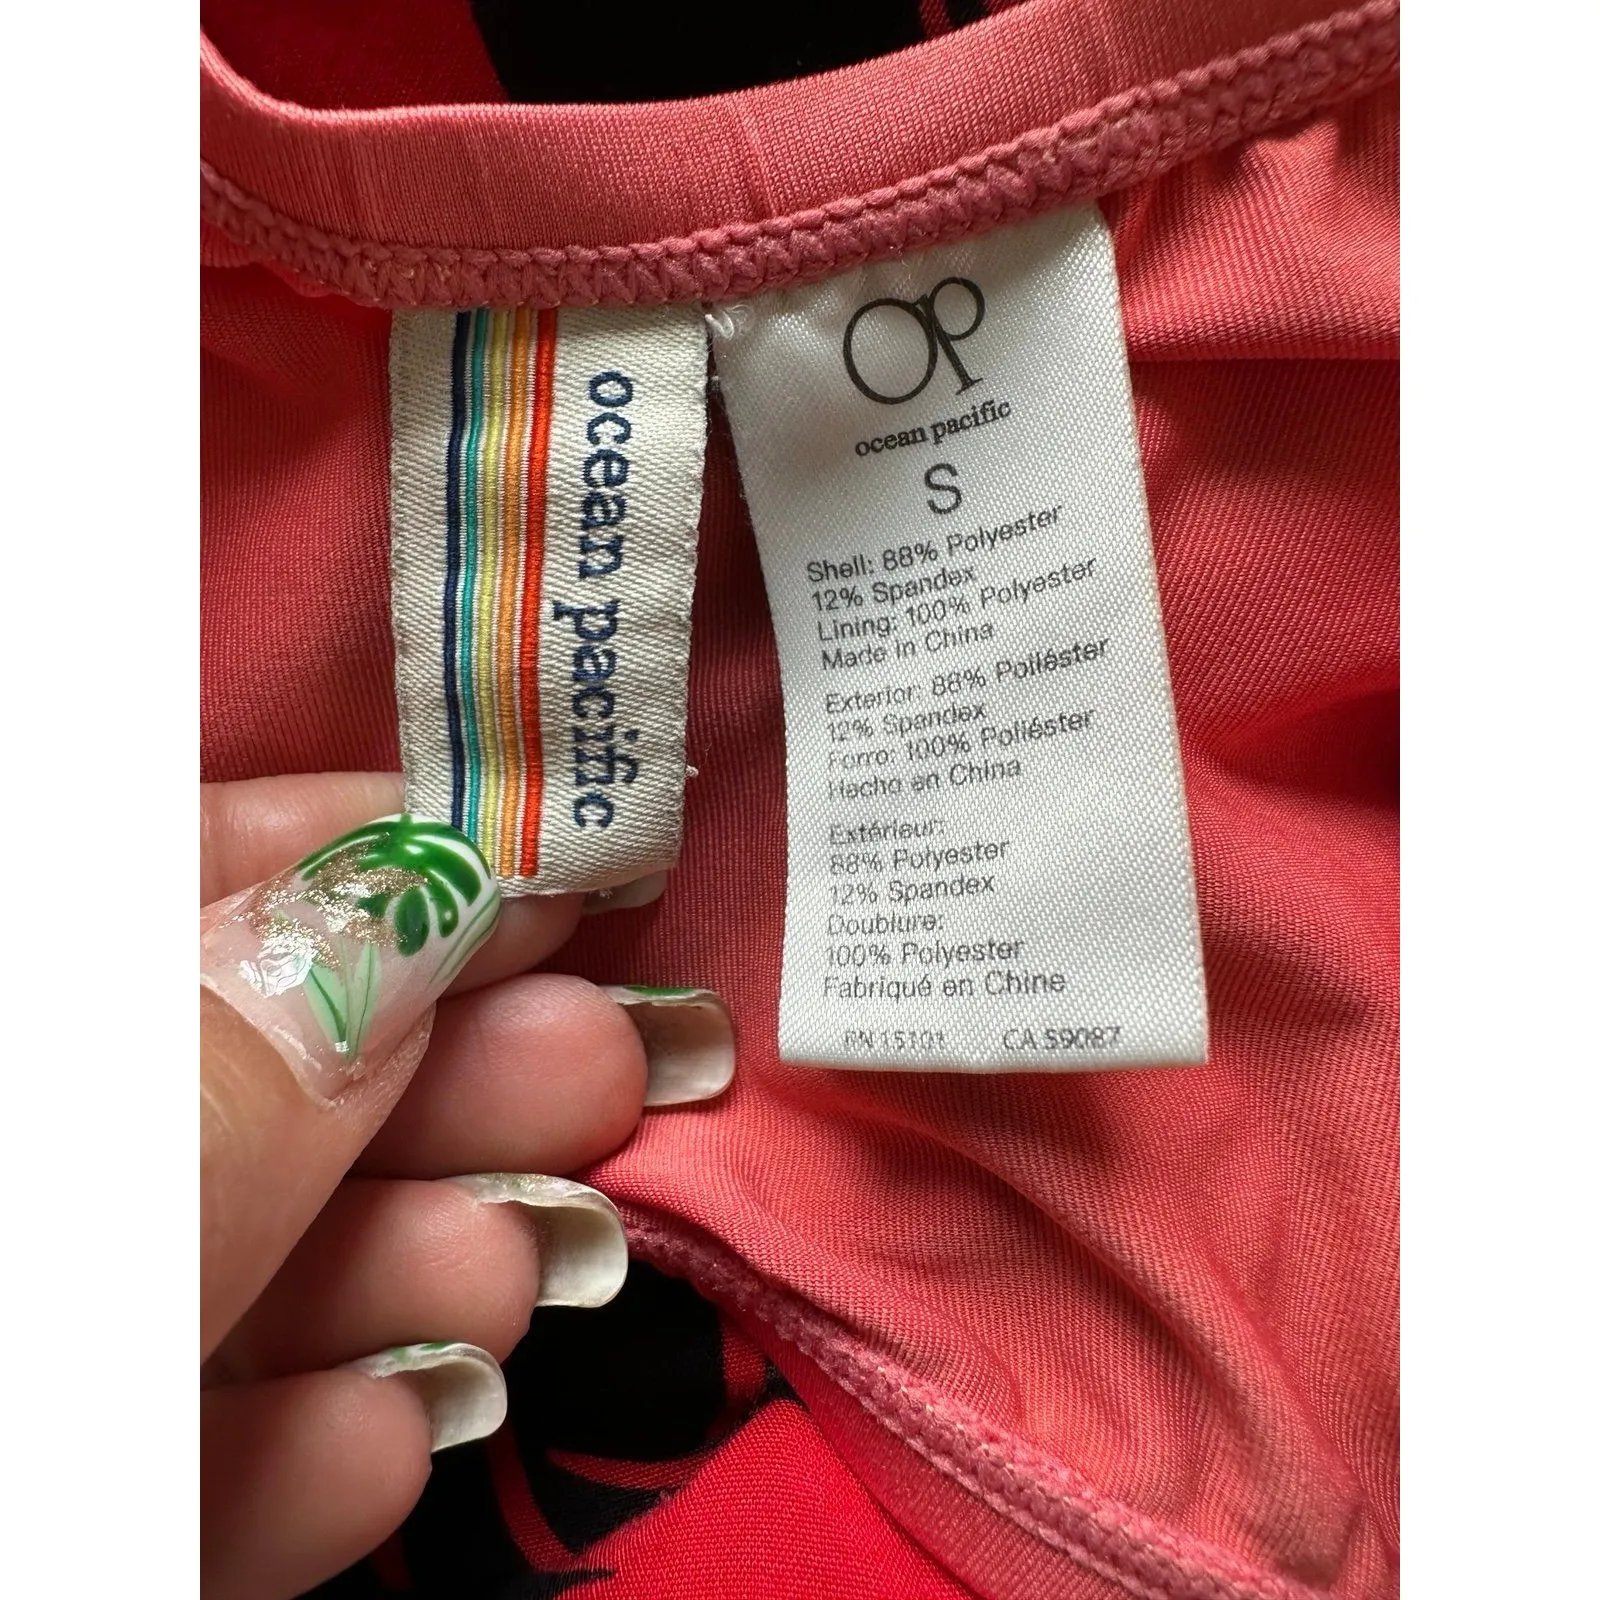 ocean pacific
Op
ocean pacific
S
Shell: 88% Polyester
12% Spandex
Lining: 100% Polyester
Made in China
Exterior: 88% Poliéster
12% Spandex
Forro: 100% Poliéster
Hecho en China
Extérieur:
88% Polyester
12% Spandex
Doublure:
100% Polyester
Fabriqué en Chine
RN 15101 CA 59087